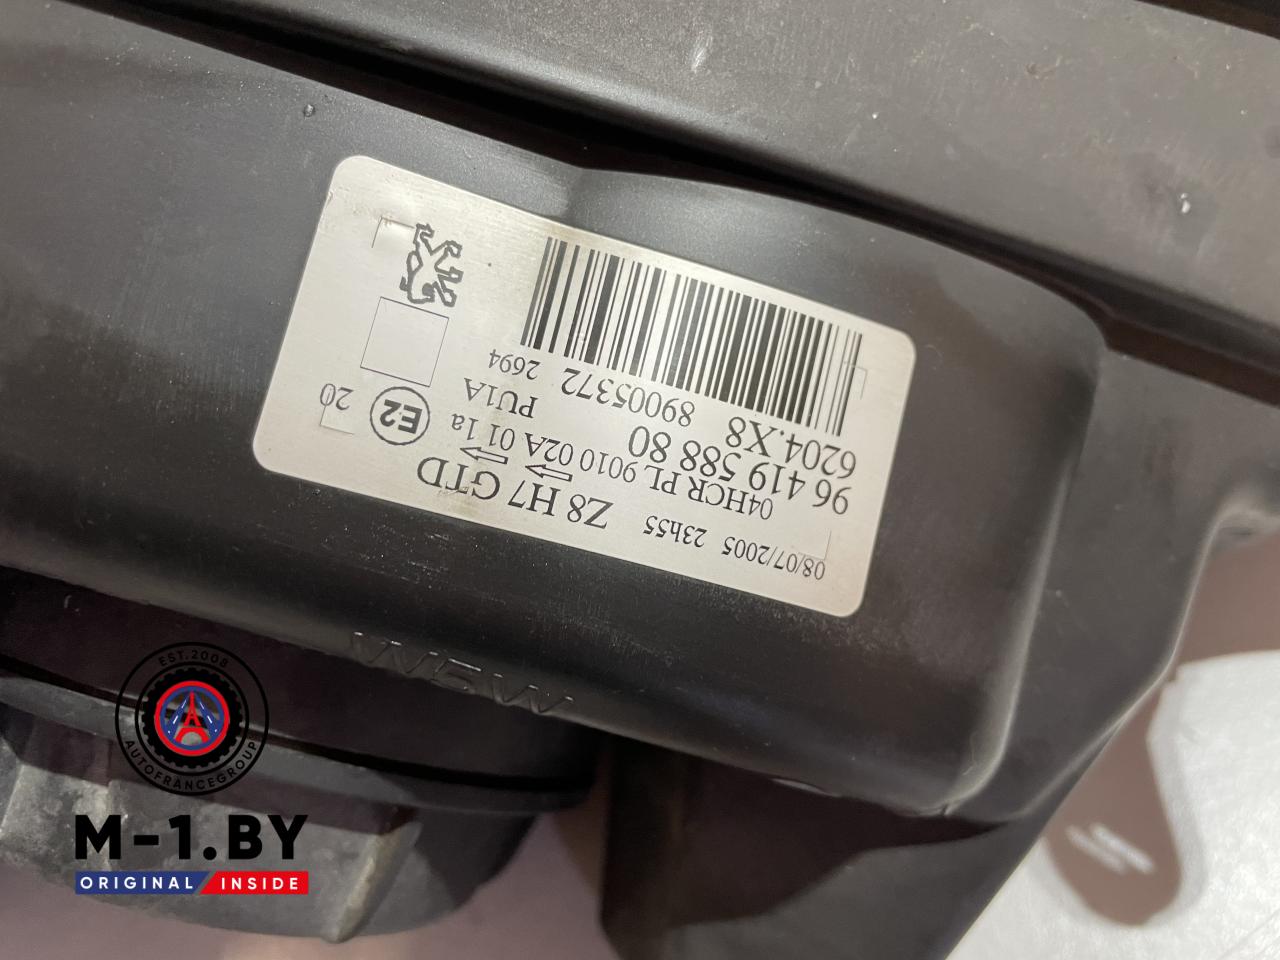 08/07/2005 23h55
Z8 H7 GTD
04HCR PL 9010 02A 01 1a
E2 20
96 419 588 80
PU1A
6204.X8
89005372 2694
W5W
EST.2008
AUTOFRANCEGROUP
M-1.BY
ORIGINAL INSIDE